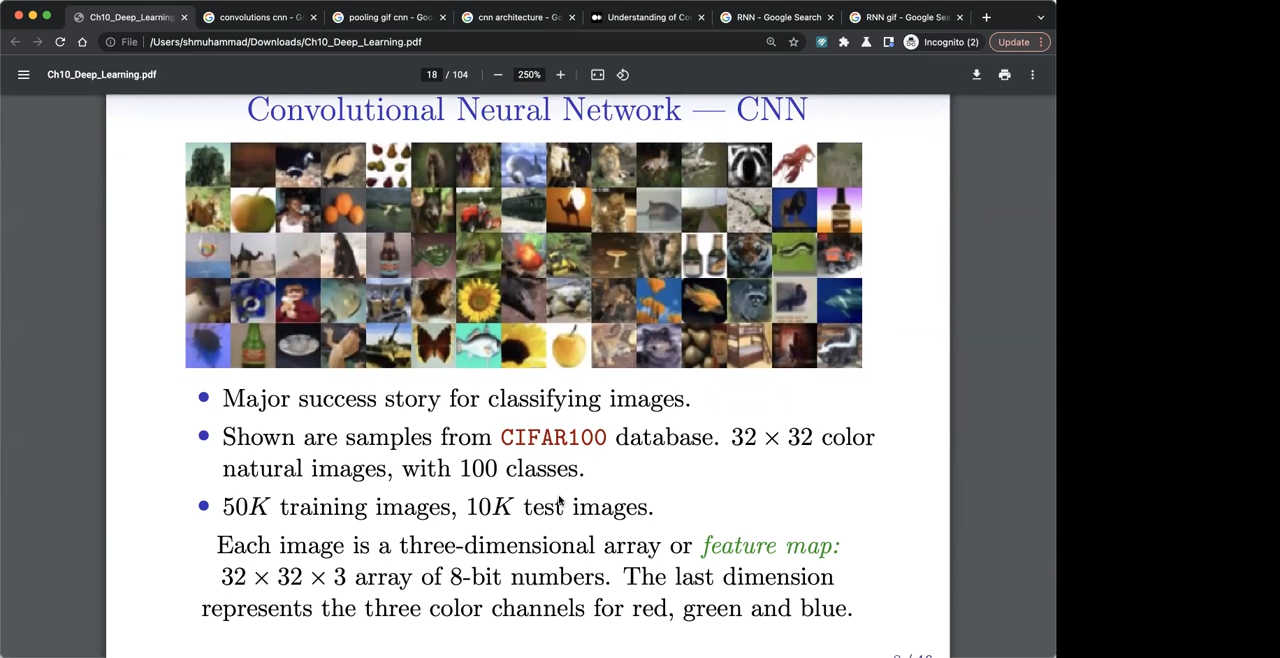 Ch10_Deep_Learning
convolutions cnn - G
pooling gif cnn - Goo
cnn architecture - Go
Understanding of Co
RNN - Google Search
RNN gif - Google Sea
File
/Users/shmuhammad/Downloads/Ch10_Deep_Learning.pdf
Incognito (2)
Update
Ch10_Deep_Learning.pdf
18 / 104
250%
Convolutional Neural Network — CNN
• Major success story for classifying images.
• Shown are samples from CIFAR100 database. 32 × 32 color
natural images, with 100 classes.
• 50K training images, 10K test images.
Each image is a three-dimensional array or feature map:
32 × 32 × 3 array of 8-bit numbers. The last dimension
represents the three color channels for red, green and blue.